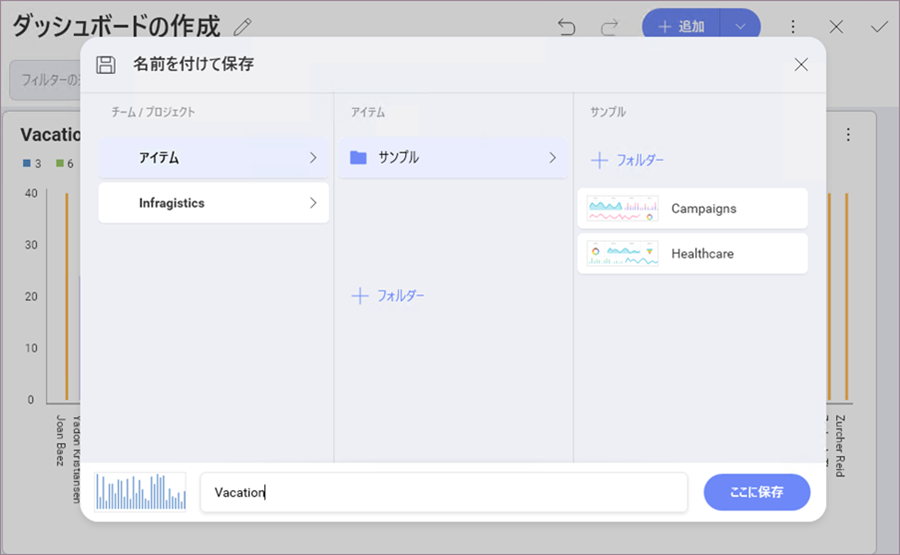 ダッシュボードの作成
追加
フィルターの
名前を付けて保存
チーム / プロジェクト
アイテム
サンプル
アイテム
サンプル
フォルダー
Infragistics
Campaigns
Healthcare
フォルダー
Vacatio
3
6
40
30
20
10
0
Joan Baez
Yadon Kristiansen
Zurcher Reid
Vacation
ここに保存